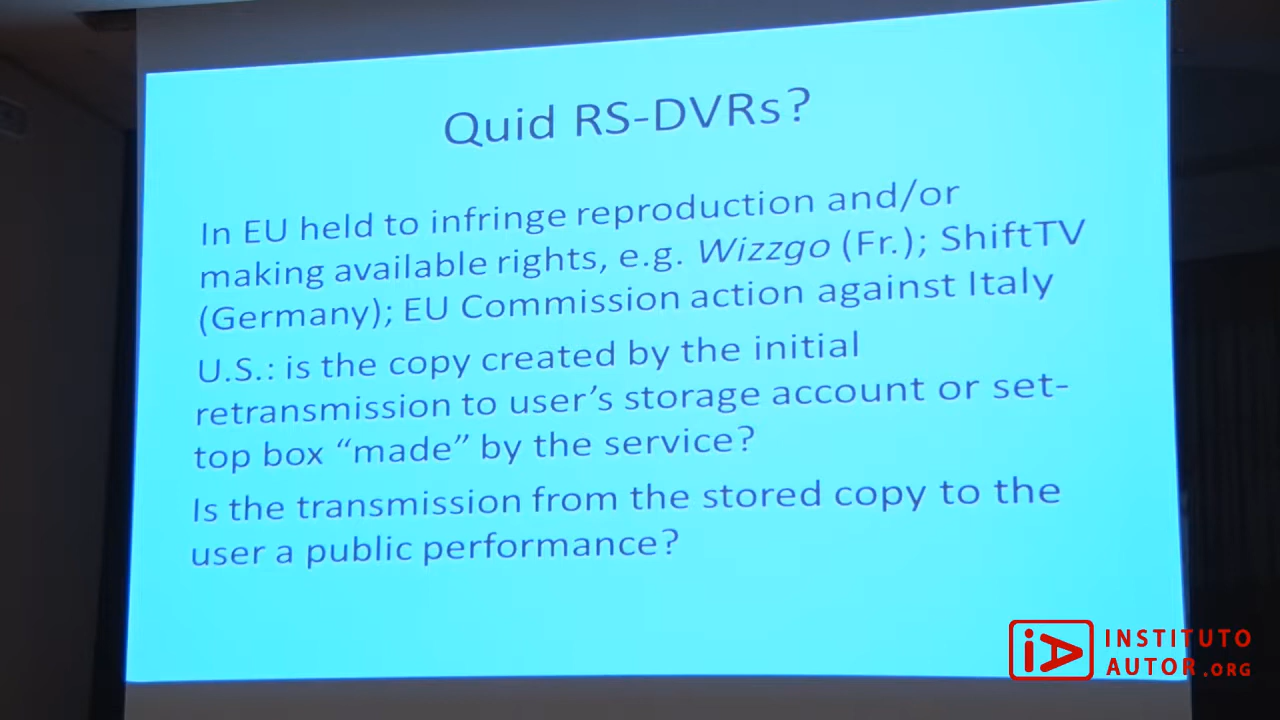 Quid RS-DVRs?
In EU held to infringe reproduction and/or
making available rights, e.g. Wizzgo (Fr.); ShiftTV
(Germany); EU Commission action against Italy
U.S.: is the copy created by the initial
retransmission to user’s storage account or set-
top box “made” by the service?
Is the transmission from the stored copy to the
user a public performance?
iA INSTITUTO
AUTOR.ORG